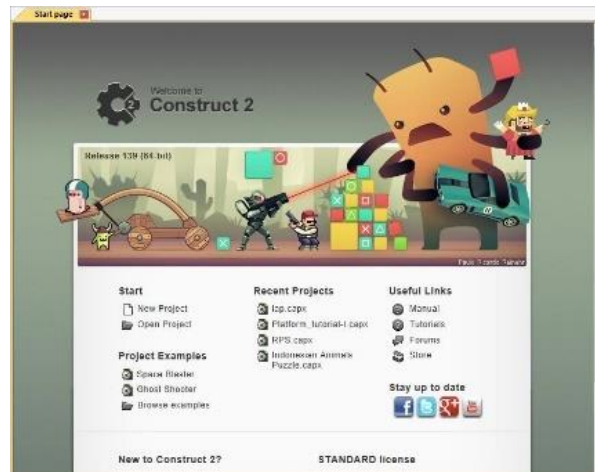 Start page
Welcome to
Construct 2
Release 139 (64-bit)
Start
New Project
Open Project
Project Examples
Space Blaster
Ghost Shooter
Browse examples
Recent Projects
Platform_tutorial-I.capx
RPS.capx
Indonesian Animals
Puzzle.capx
Useful Links
Manual
Tutorials
Forums
Store
Stay up to date
New to Construct 2?
STANDARD license